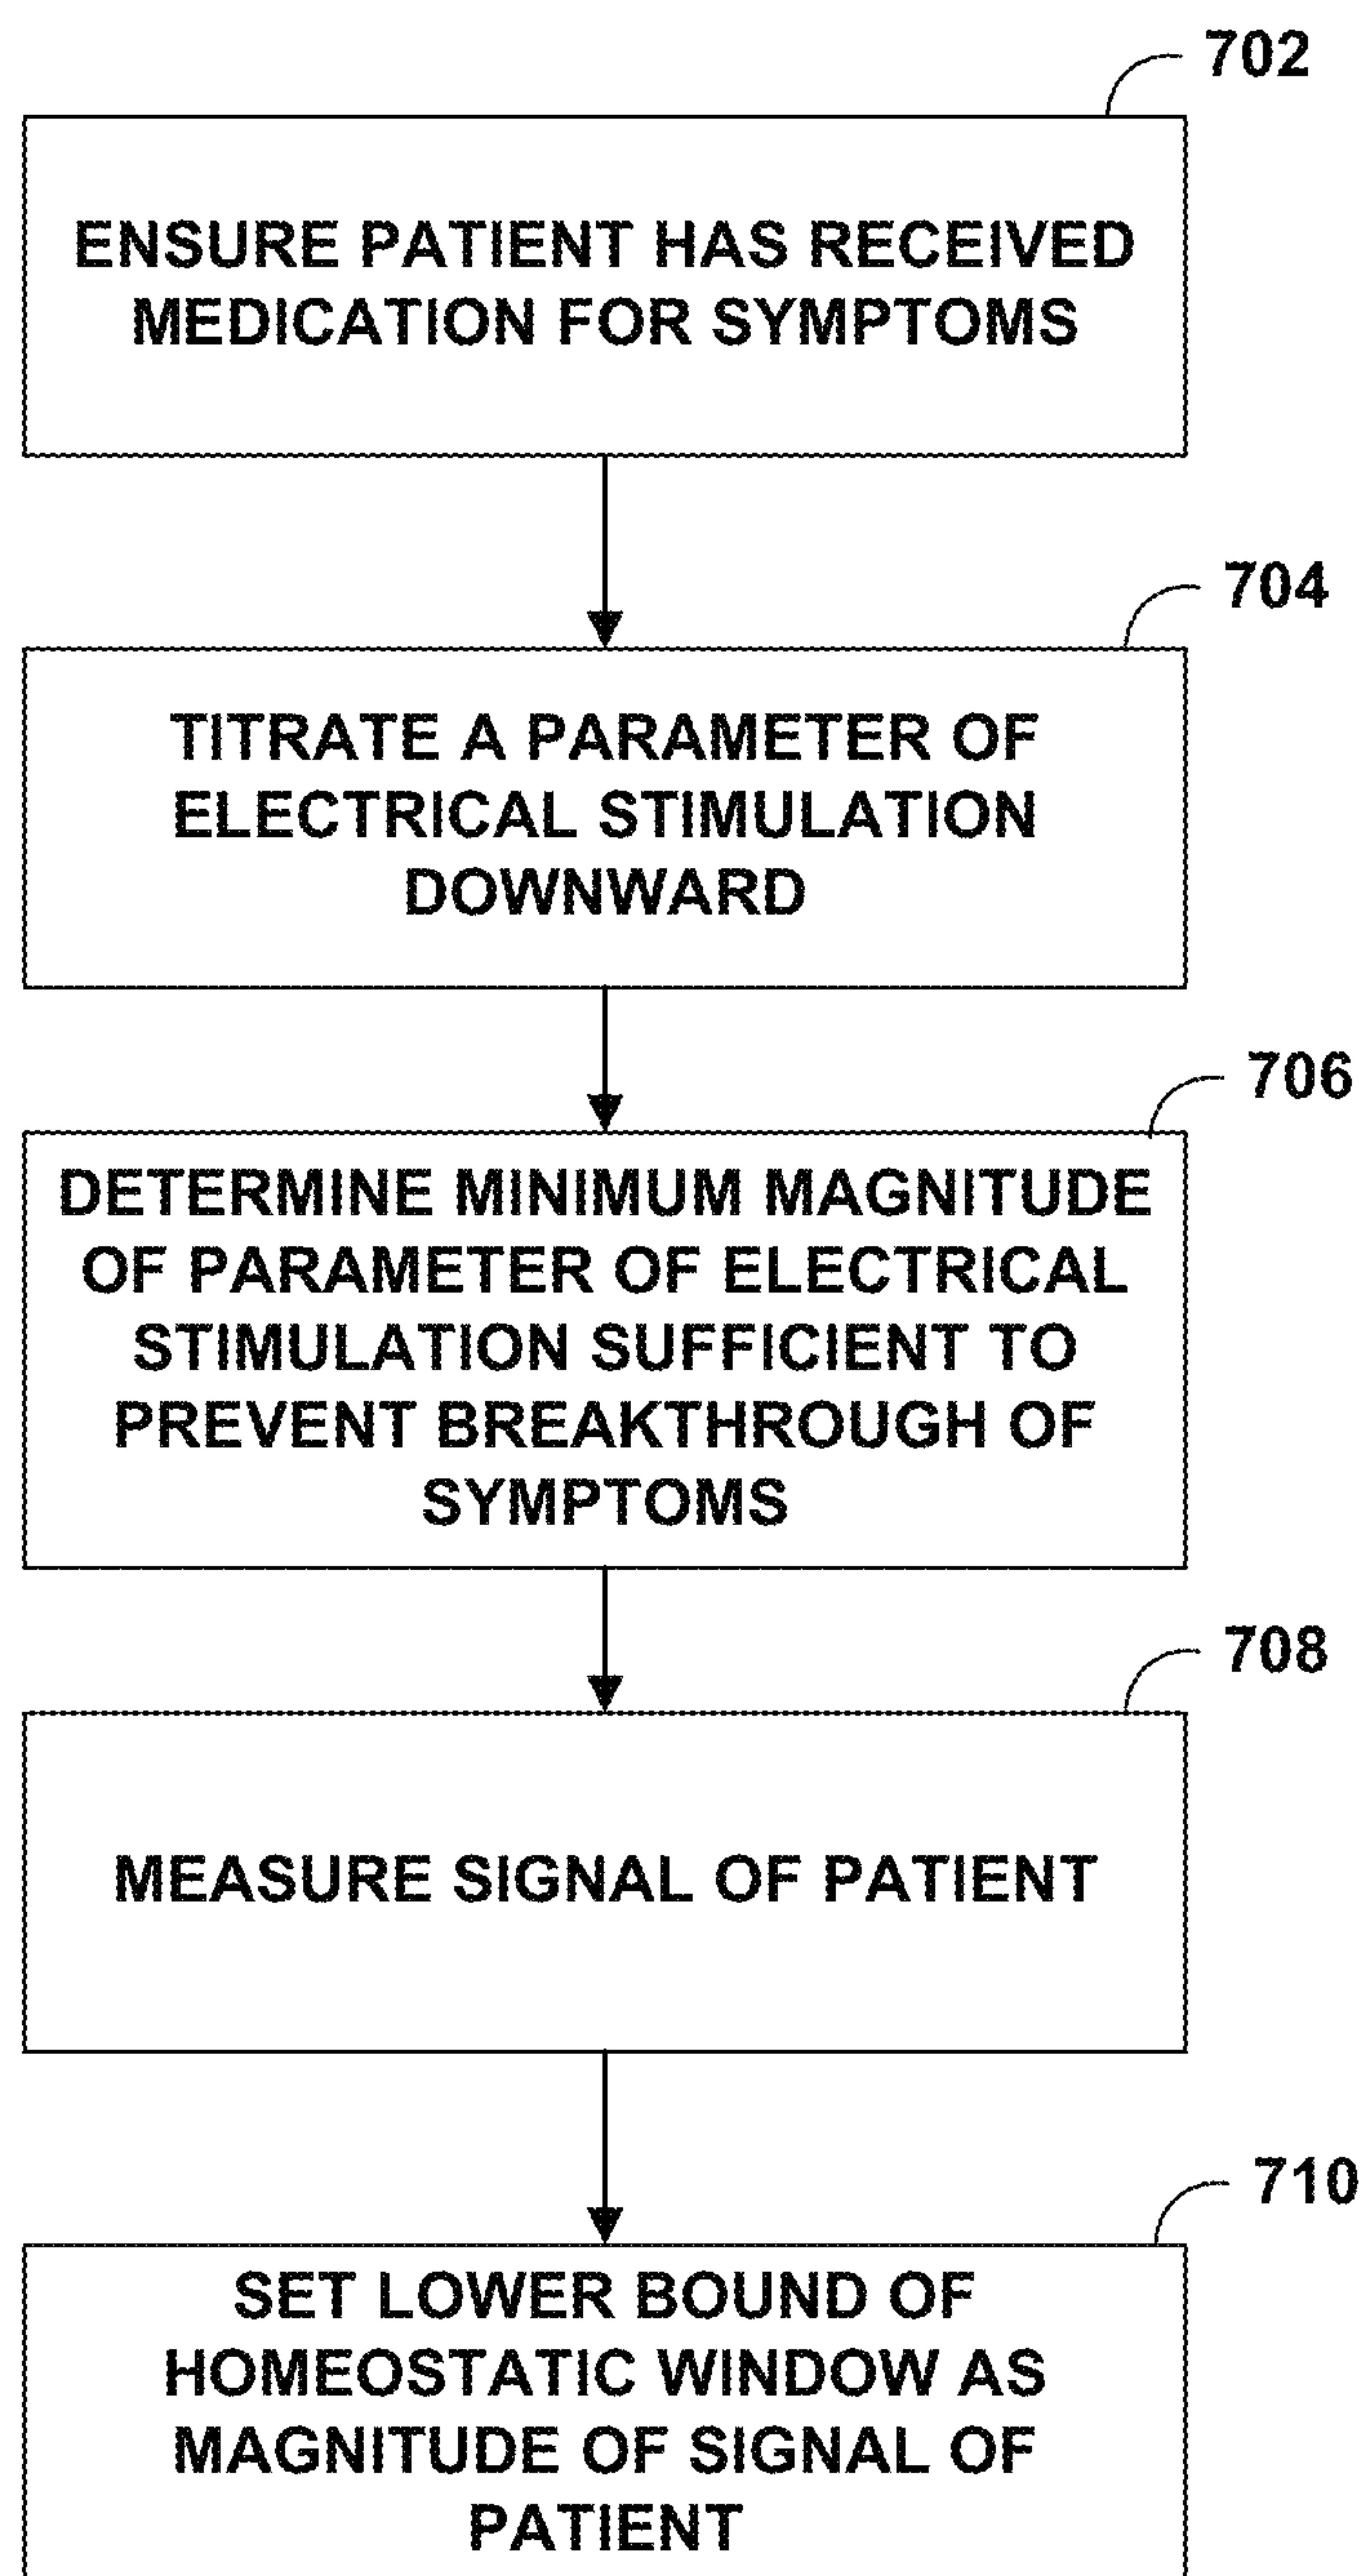 702
ENSURE PATIENT HAS RECEIVED
MEDICATION FOR SYMPTOMS
704
TITRATE A PARAMETER OF
ELECTRICAL STIMULATION
DOWNWARD
706
DETERMINE MINIMUM MAGNITUDE
OF PARAMETER OF ELECTRICAL
STIMULATION SUFFICIENT TO
PREVENT BREAKTHROUGH OF
SYMPTOMS
708
MEASURE SIGNAL OF PATIENT
710
SET LOWER BOUND OF
HOMEOSTATIC WINDOW AS
MAGNITUDE OF SIGNAL OF
PATIENT